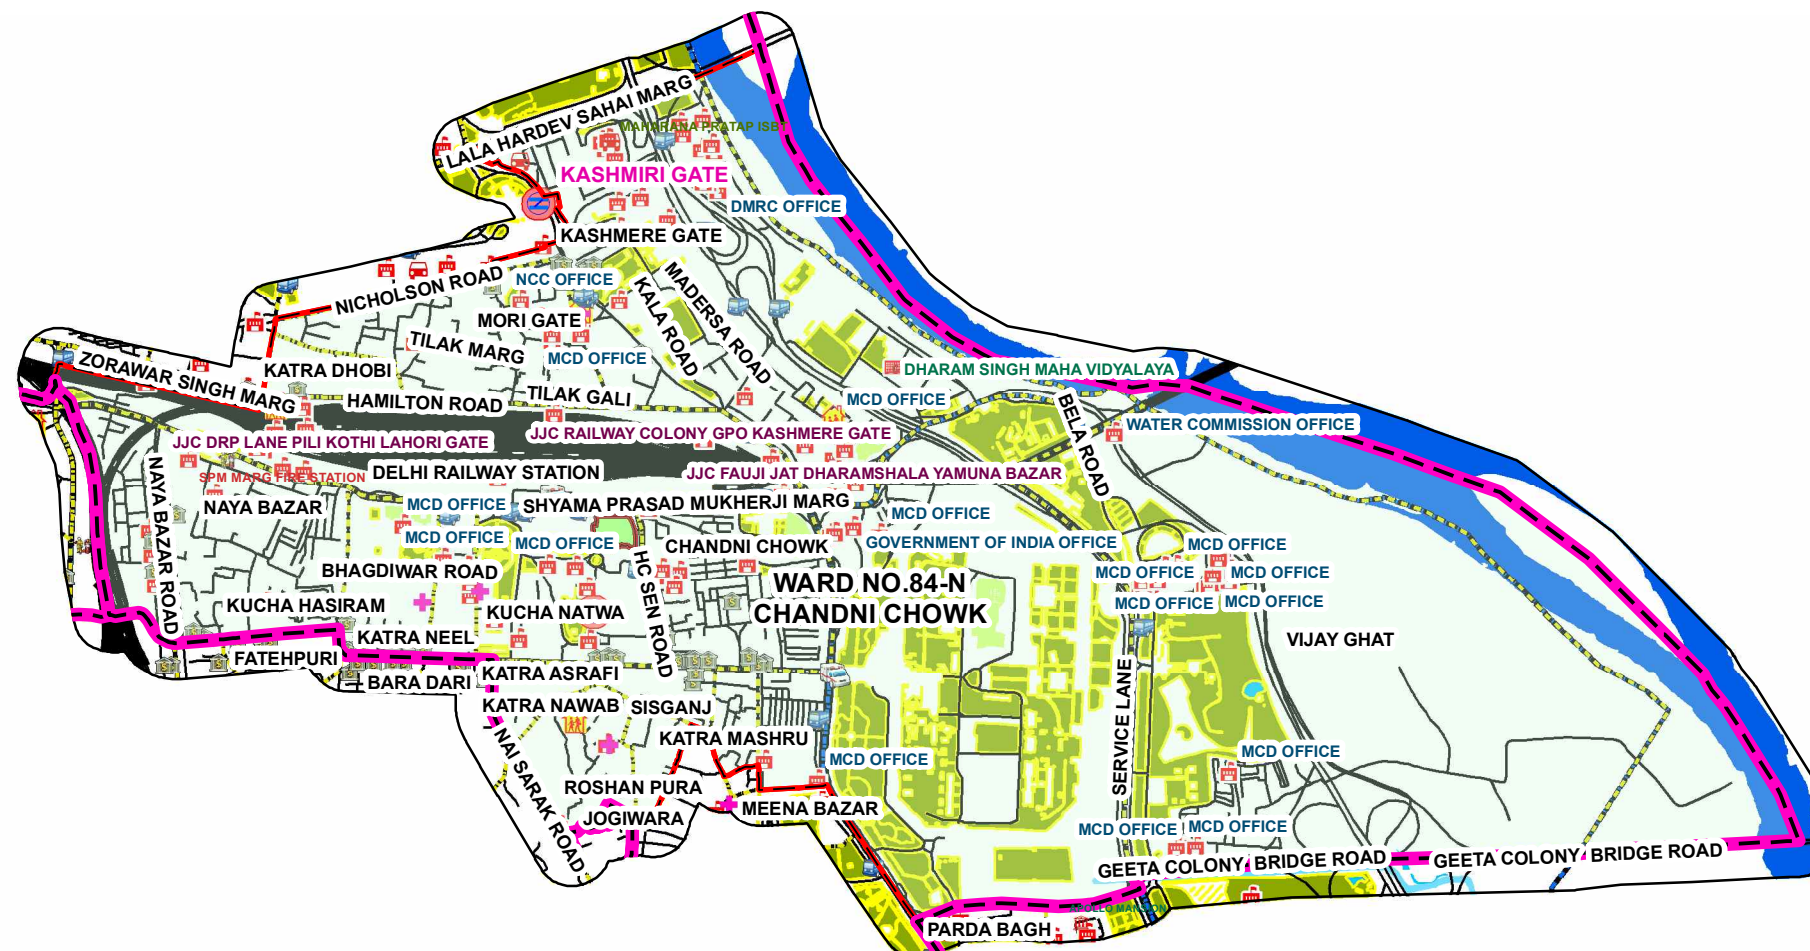 LALA HARDEV SAHAI MARG
MAHARANA PRATAP ISBT
KASHMIRI GATE
DMRC OFFICE
KASHMERE GATE
NICHOLSON ROAD
NCC OFFICE
MORI GATE
KALA ROAD
MADERSA ROAD
TILAK MARG
MCD OFFICE
ZORAWAR SINGH MARG
KATRA DHOBI
DHARAM SINGH MAHA VIDYALAYA
HAMILTON ROAD
TILAK GALI
MCD OFFICE
BELA ROAD
WATER COMMISSION OFFICE
JJC DRP LANE PILI KOTHI LAHORI GATE
JJC RAILWAY COLONY GPO KASHMERE GATE
SPM MARG FIRE STATION
DELHI RAILWAY STATION
JJC FAUJI JAT DHARAMSHALA YAMUNA BAZAR
NAYA BAZAR ROAD
NAYA BAZAR
MCD OFFICE
SHYAMA PRASAD MUKHERJI MARG
MCD OFFICE
MCD OFFICE
MCD OFFICE
CHANDNI CHOWK
GOVERNMENT OF INDIA OFFICE
MCD OFFICE
BHAGDIWAR ROAD
HC SEN ROAD
WARD NO.84-N
CHANDNI CHOWK
MCD OFFICE
MCD OFFICE
MCD OFFICE
MCD OFFICE
KUCHA HASIRAM
KUCHA NATWA
KATRA NEEL
VIJAY GHAT
FATEHPURI
BARA DARI
KATRA ASRAFI
KATRA NAWAB
SISGANJ
SERVICE LANE
NAI SARAK ROAD
KATRA MASHRU
MCD OFFICE
MCD OFFICE
ROSHAN PURA
JOGIWARA
MEENA BAZAR
MCD OFFICE
MCD OFFICE
GEETA COLONY BRIDGE ROAD
GEETA COLONY BRIDGE ROAD
PARDA BAGH